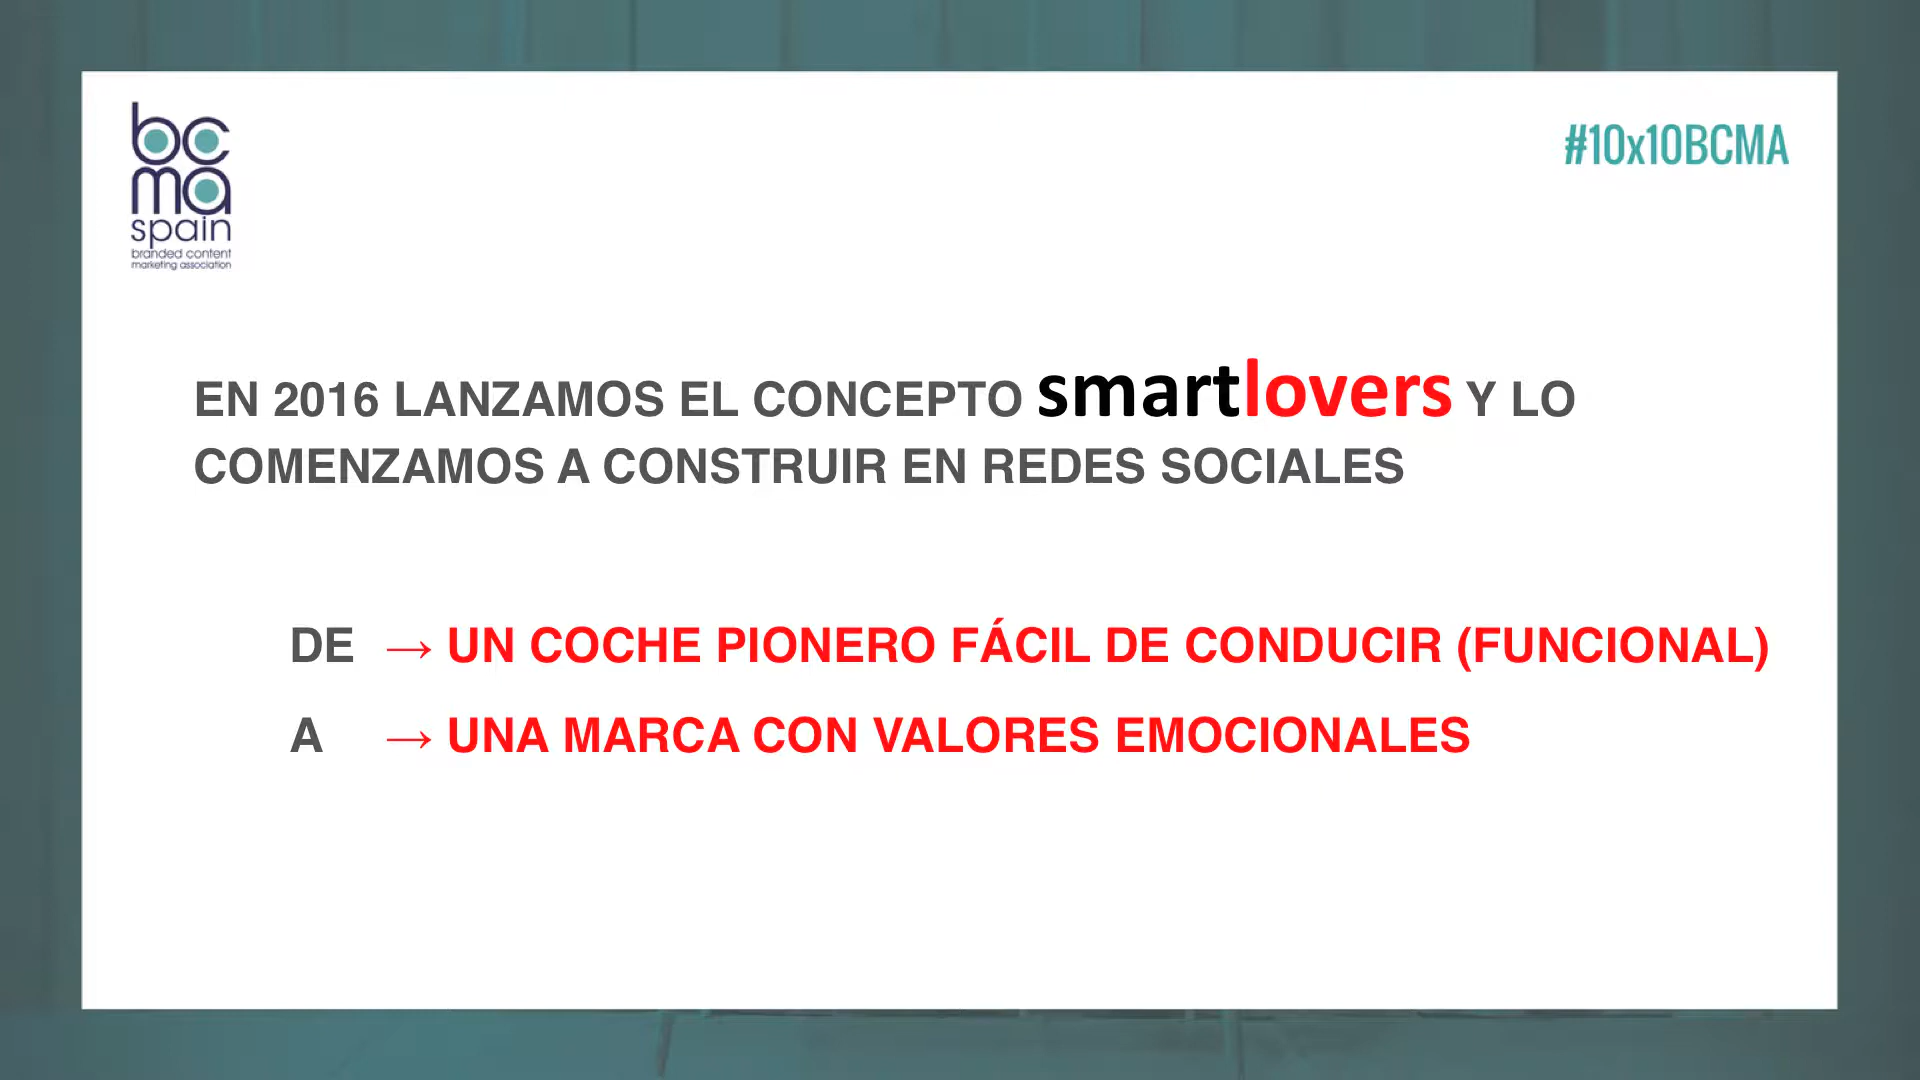 bc
ma
spain
branded content
marketing association
#10x10BCMA
EN 2016 LANZAMOS EL CONCEPTO smartlovers Y LO
COMENZAMOS A CONSTRUIR EN REDES SOCIALES
DE → UN COCHE PIONERO FÁCIL DE CONDUCIR (FUNCIONAL)
A → UNA MARCA CON VALORES EMOCIONALES